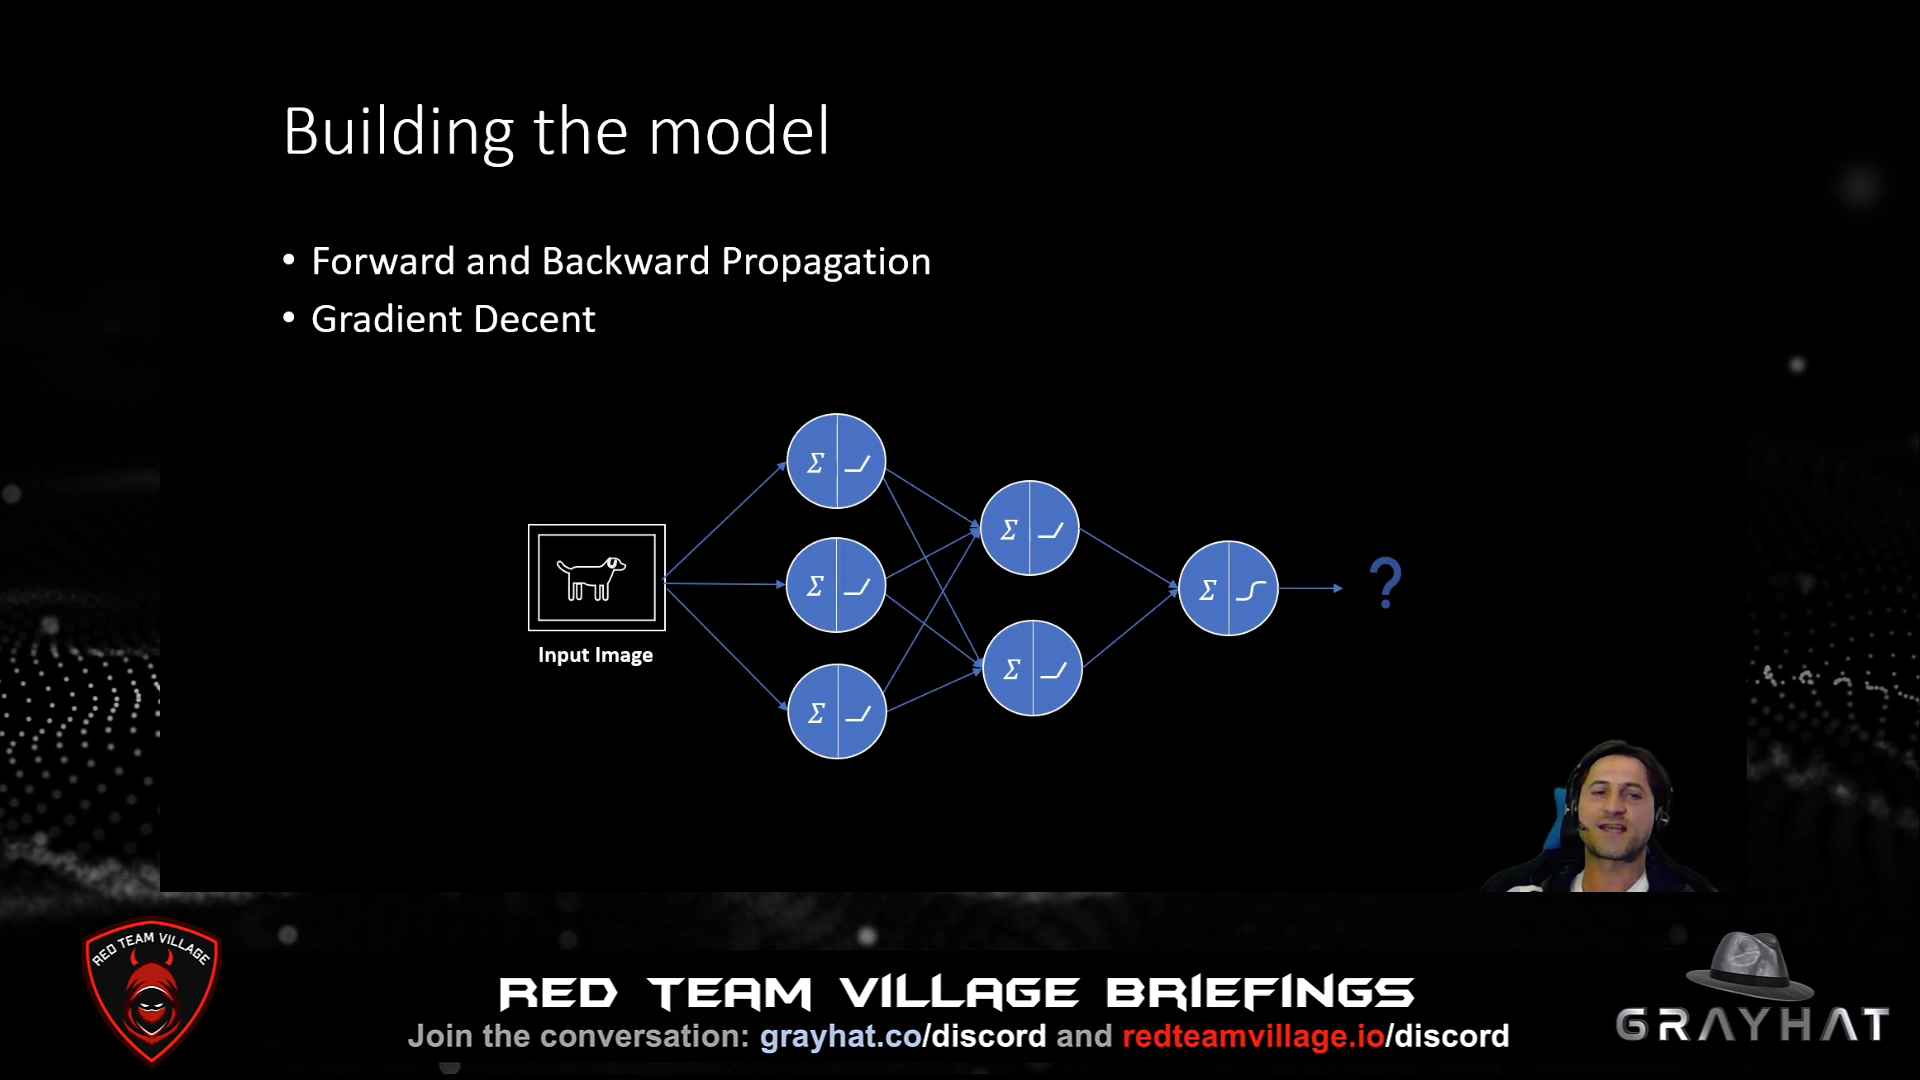 Building the model
• Forward and Backward Propagation
• Gradient Decent
Σ
Σ
Σ
Σ
Σ
Σ
?
Input Image
RED TEAM VILLAGE
RED TEAM VILLAGE BRIEFINGS
Join the conversation: grayhat.co/discord and redteamvillage.io/discord
GRAYHAT